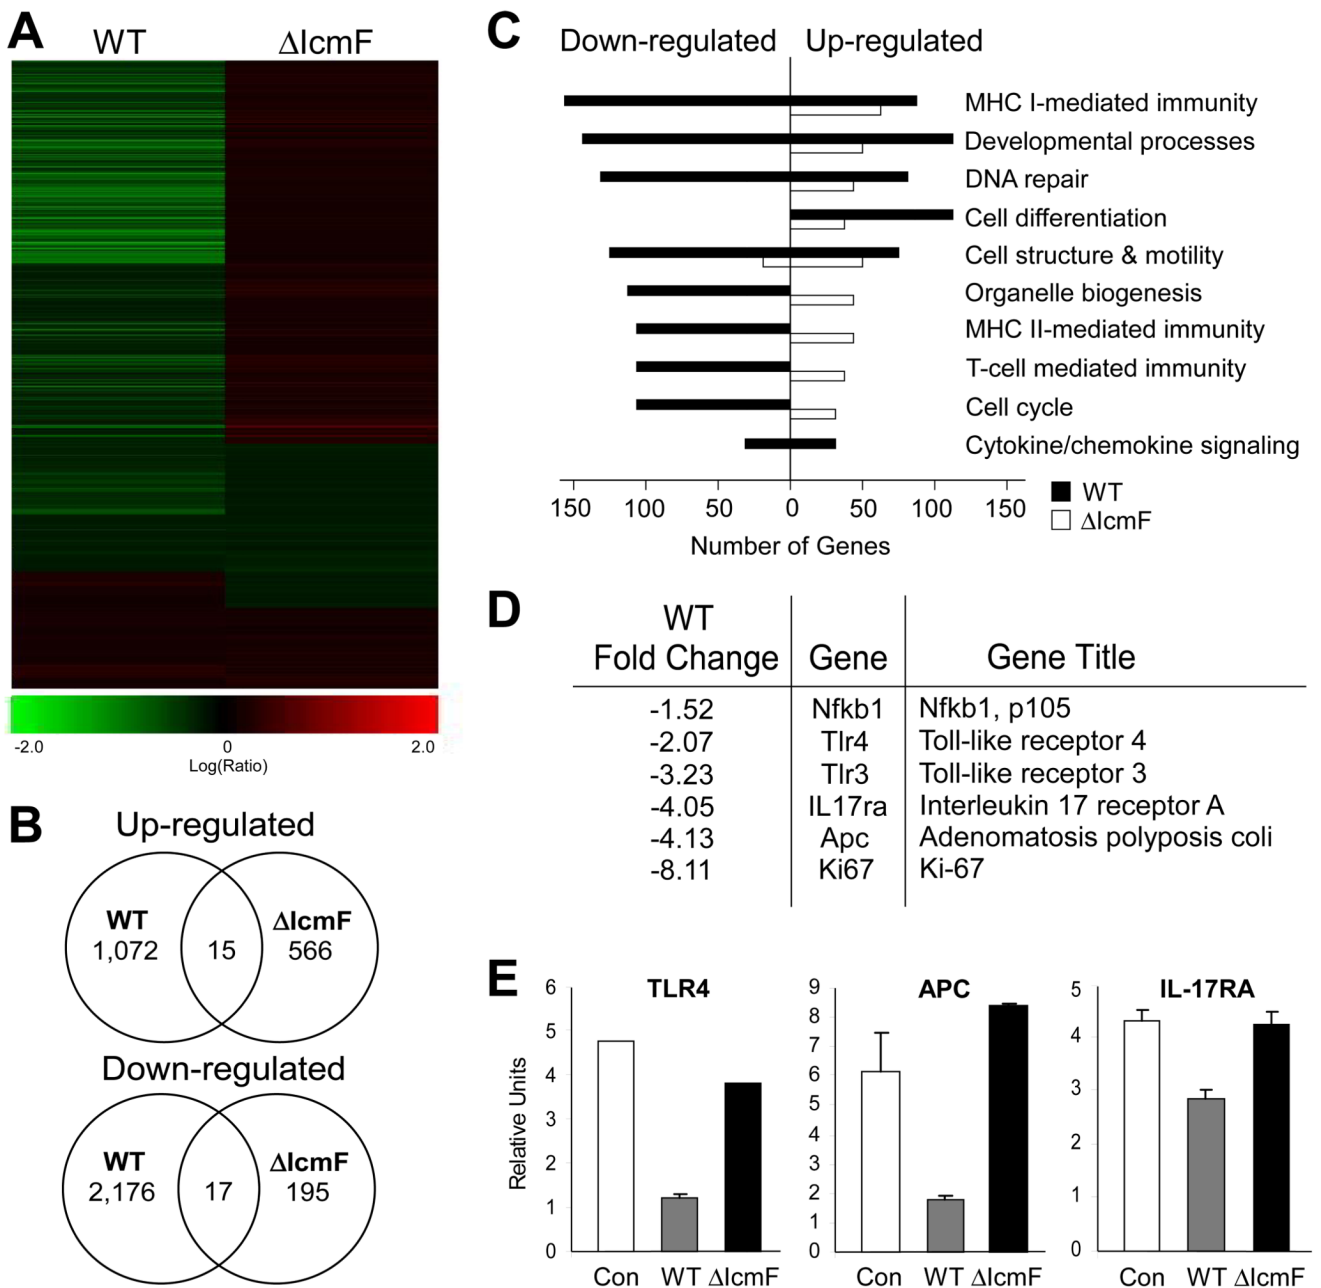 A
WT ΔIcmF
-2.0 0 2.0
Log(Ratio)
B
Up-regulated
WT ΔIcmF
1,072 15 566
Down-regulated
WT ΔIcmF
2,176 17 195
C
Down-regulated Up-regulated
MHC I-mediated immunity
Developmental processes
DNA repair
Cell differentiation
Cell structure & motility
Organelle biogenesis
MHC II-mediated immunity
T-cell mediated immunity
Cell cycle
Cytokine/chemokine signaling
150 100 50 0 50 100 150
Number of Genes
WT
ΔIcmF
D
WT
Fold Change Gene Gene Title
-1.52 Nfkb1 Nfkb1, p105
-2.07 Tlr4 Toll-like receptor 4
-3.23 Tlr3 Toll-like receptor 3
-4.05 IL17ra Interleukin 17 receptor A
-4.13 Apc Adenomatosis polyposis coli
-8.11 Ki67 Ki-67
E
Relative Units
TLR4
6
5
4
3
2
1
0
Con WT ΔIcmF
APC
9
8
7
6
5
4
3
2
1
0
Con WT ΔIcmF
IL-17RA
5
4
3
2
1
0
Con WT ΔIcmF